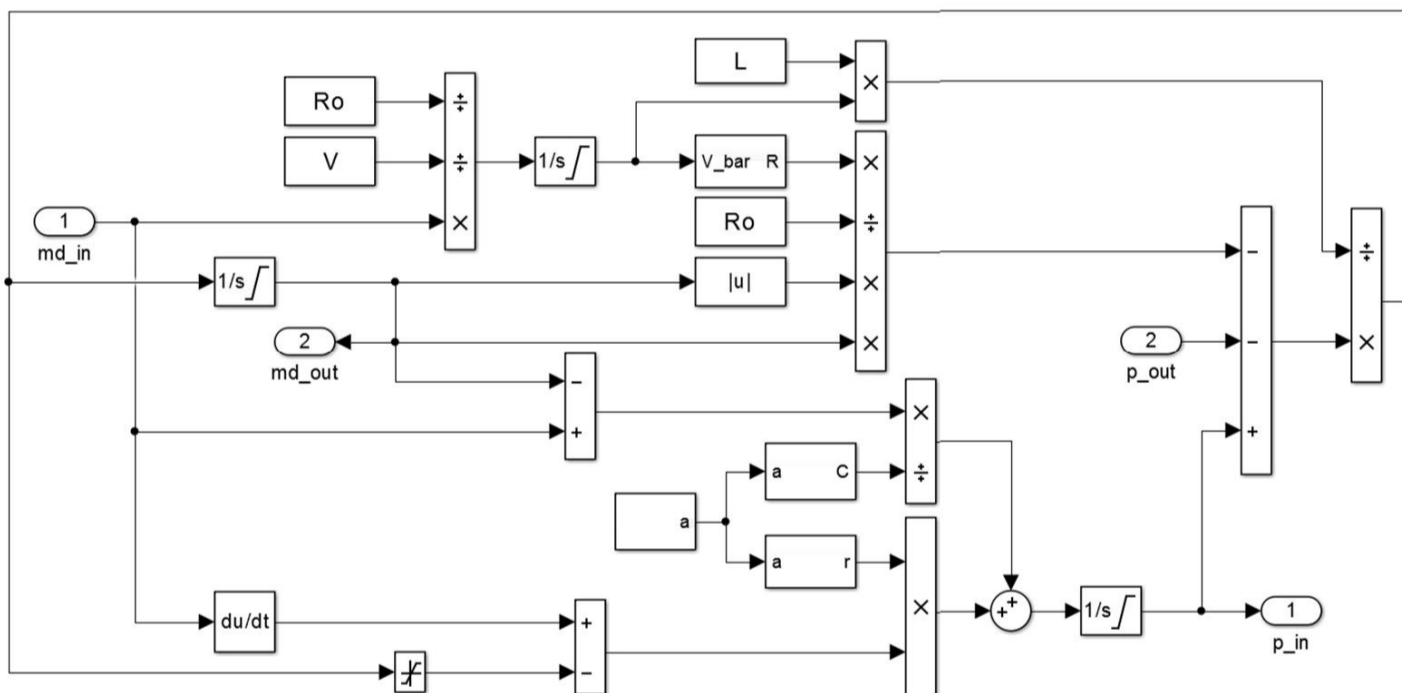 L
×
Ro
÷
V
÷
1/s
V_bar R
×
1
×
Ro
÷
md_in
−
÷
1/s
|u|
×
2
md_out
×
2
−
×
p_out
−
×
+
+
a C
÷
a
a r
×
+
+
1/s
1
p_in
du/dt
+
−